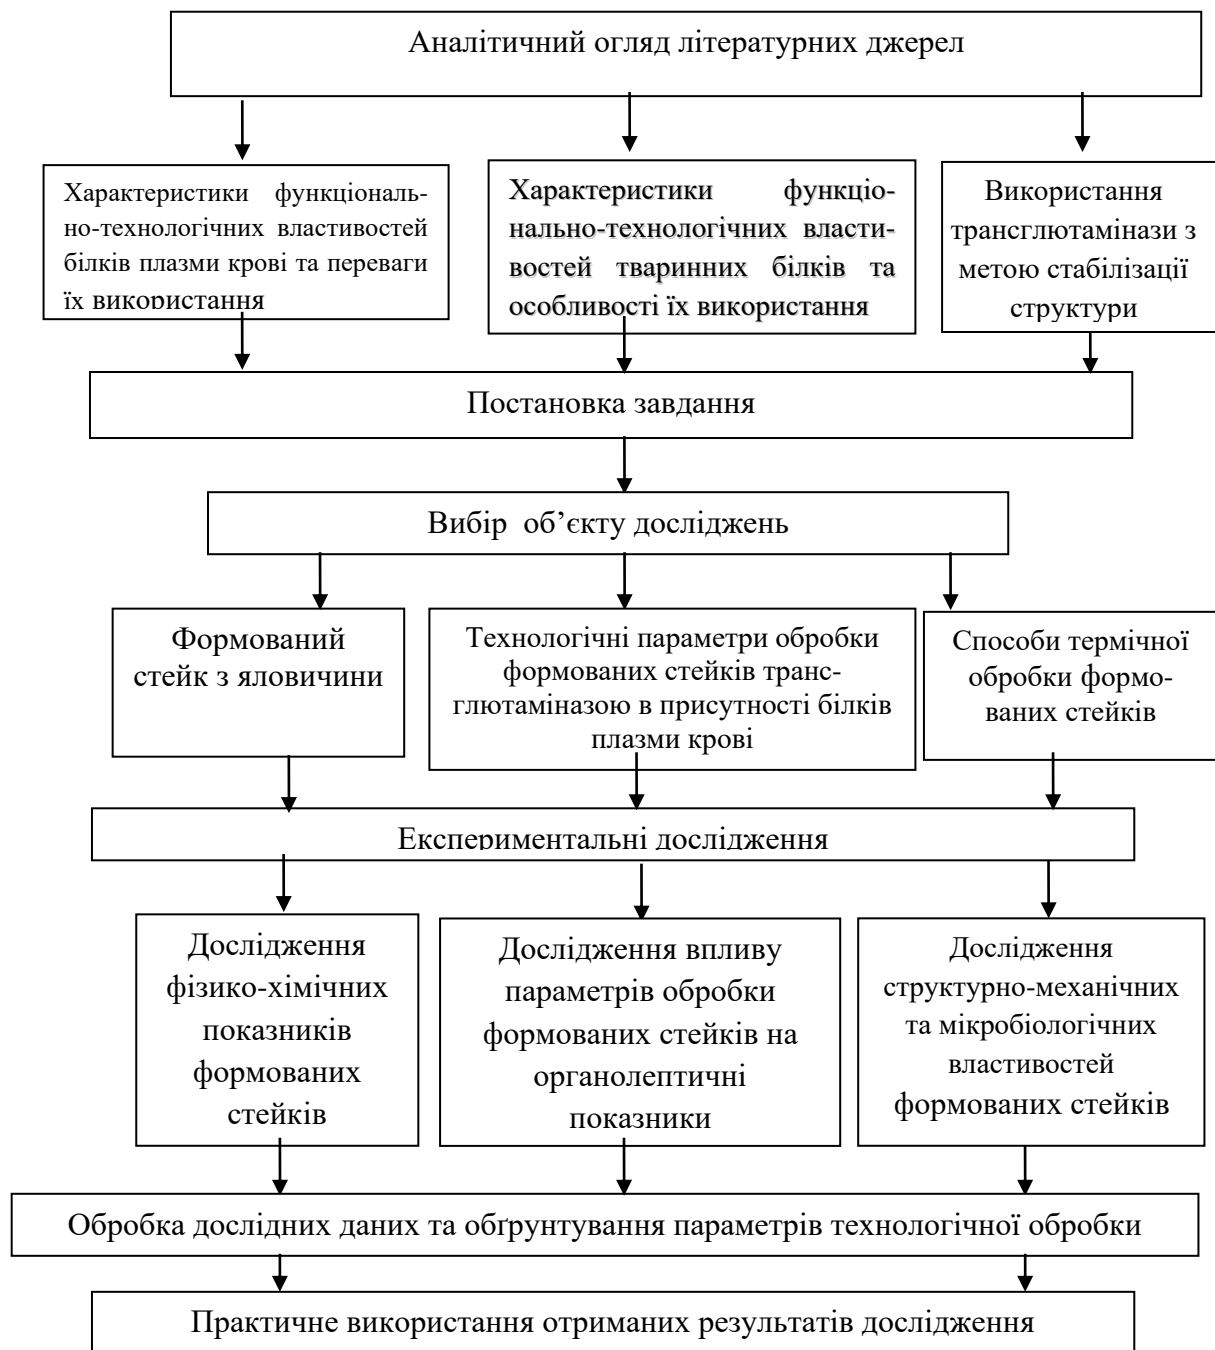 Аналітичний огляд літературних джерел
Характеристики функціональ-
но-технологічних властивостей
білків плазми крові та переваги
їх використання
Характеристики функціо-
нально-технологічних власти-
востей тваринних білків та
особливості їх використання
Використання
трансглютамінази з
метою стабілізації
структури
Постановка завдання
Вибір об’єкту досліджень
Формований
стейк з яловичини
Технологічні параметри обробки
формованих стейків транс-
глютаміназою в присутності білків
плазми крові
Способи термічної
обробки формо-
ваних стейків
Експериментальні дослідження
Дослідження
фізико-хімічних
показників
формованих
стейків
Дослідження впливу
параметрів обробки
формованих стейків на
органолептичні
показники
Дослідження
структурно-механічних
та мікробіологічних
властивостей
формованих стейків
Обробка дослідних даних та обґрунтування параметрів технологічної обробки
Практичне використання отриманих результатів дослідження